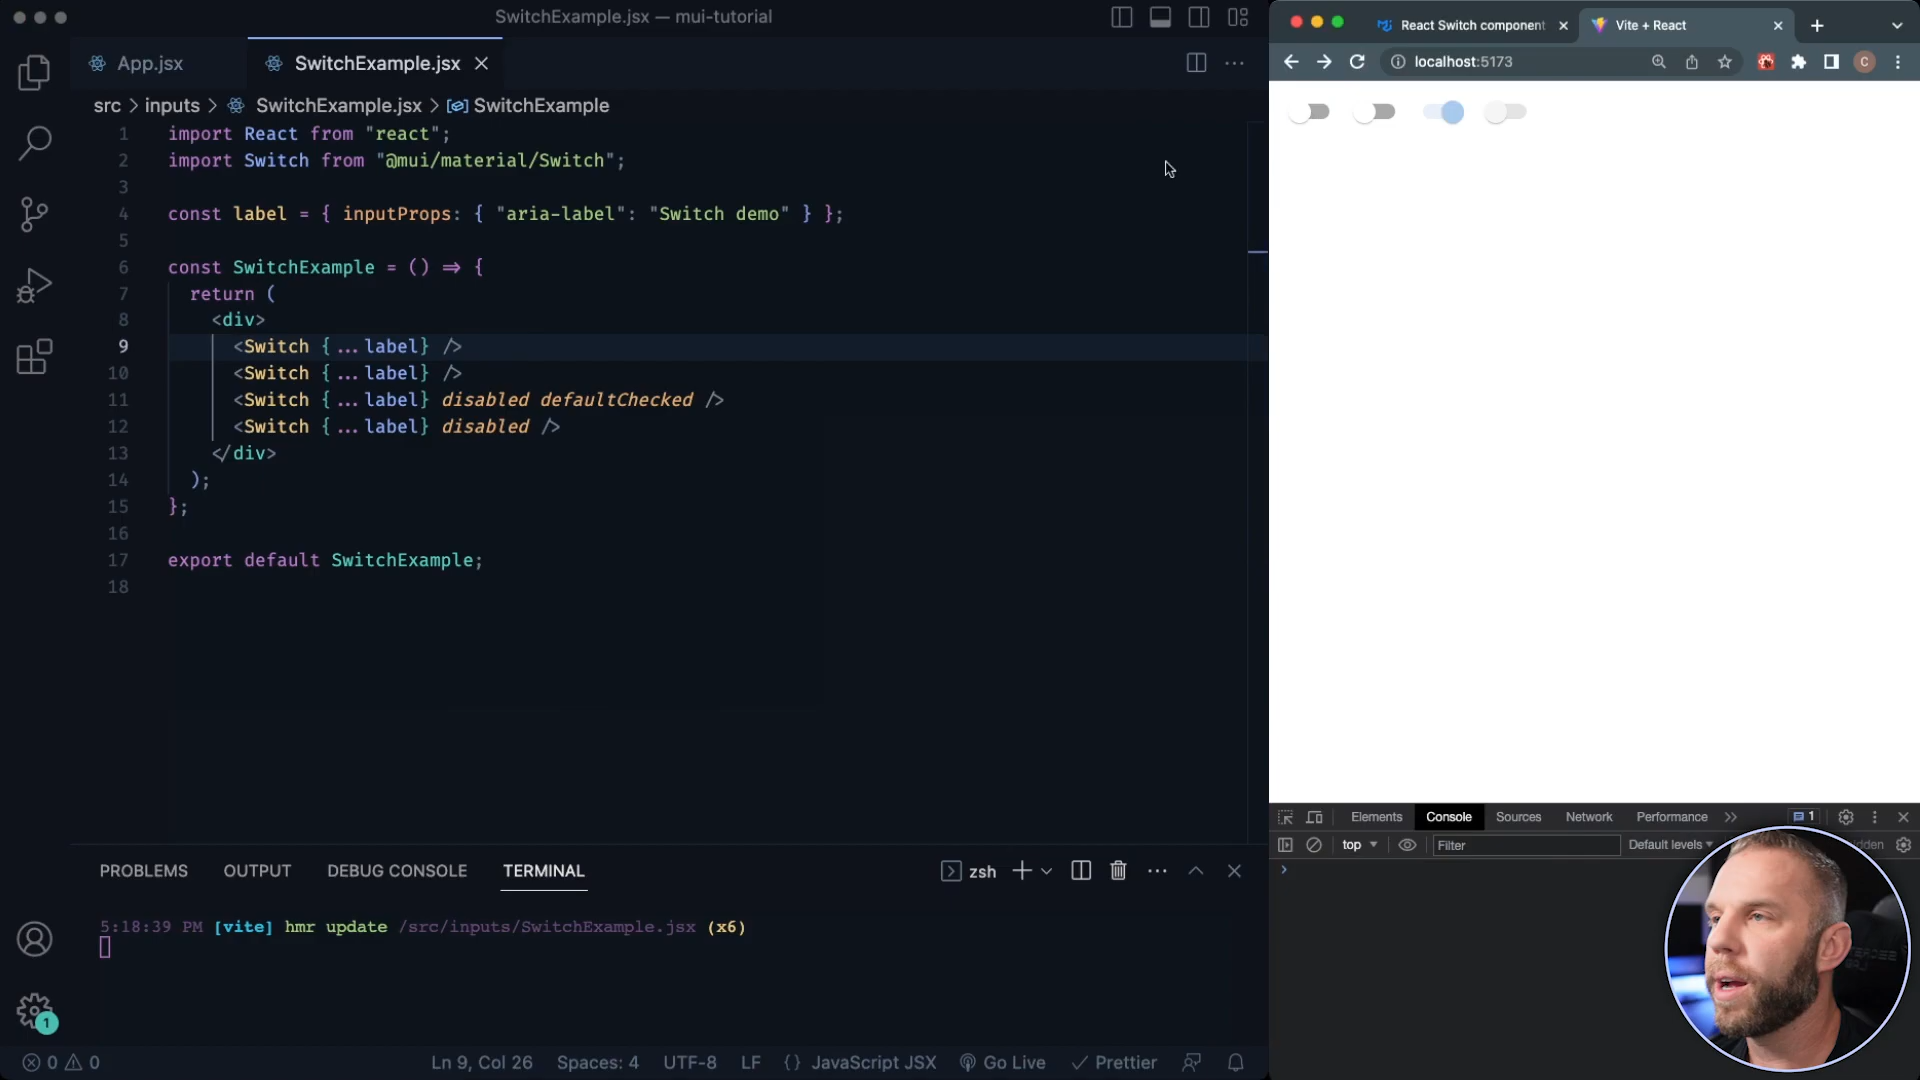 SwitchExample.jsx — mui-tutorial
App.jsx
SwitchExample.jsx
src > inputs > SwitchExample.jsx > SwitchExample
1 import React from "react";
2 import Switch from "@mui/material/Switch";
3
4 const label = { inputProps: { "aria-label": "Switch demo" } };
5
6 const SwitchExample = () => {
7 return (
8 <div>
9 <Switch {...label} />
10 <Switch {...label} />
11 <Switch {...label} disabled defaultChecked />
12 <Switch {...label} disabled />
13 </div>
14 );
15 };
16
17 export default SwitchExample;
18
PROBLEMS OUTPUT DEBUG CONSOLE TERMINAL
zsh
5:18:39 PM [vite] hmr update /src/inputs/SwitchExample.jsx (x6)
1
0 0
Ln 9, Col 26 Spaces: 4 UTF-8 LF {} JavaScript JSX Go Live Prettier
React Switch component
Vite + React
localhost:5173
C
Elements Console Sources Network Performance 1
top Filter Default levels